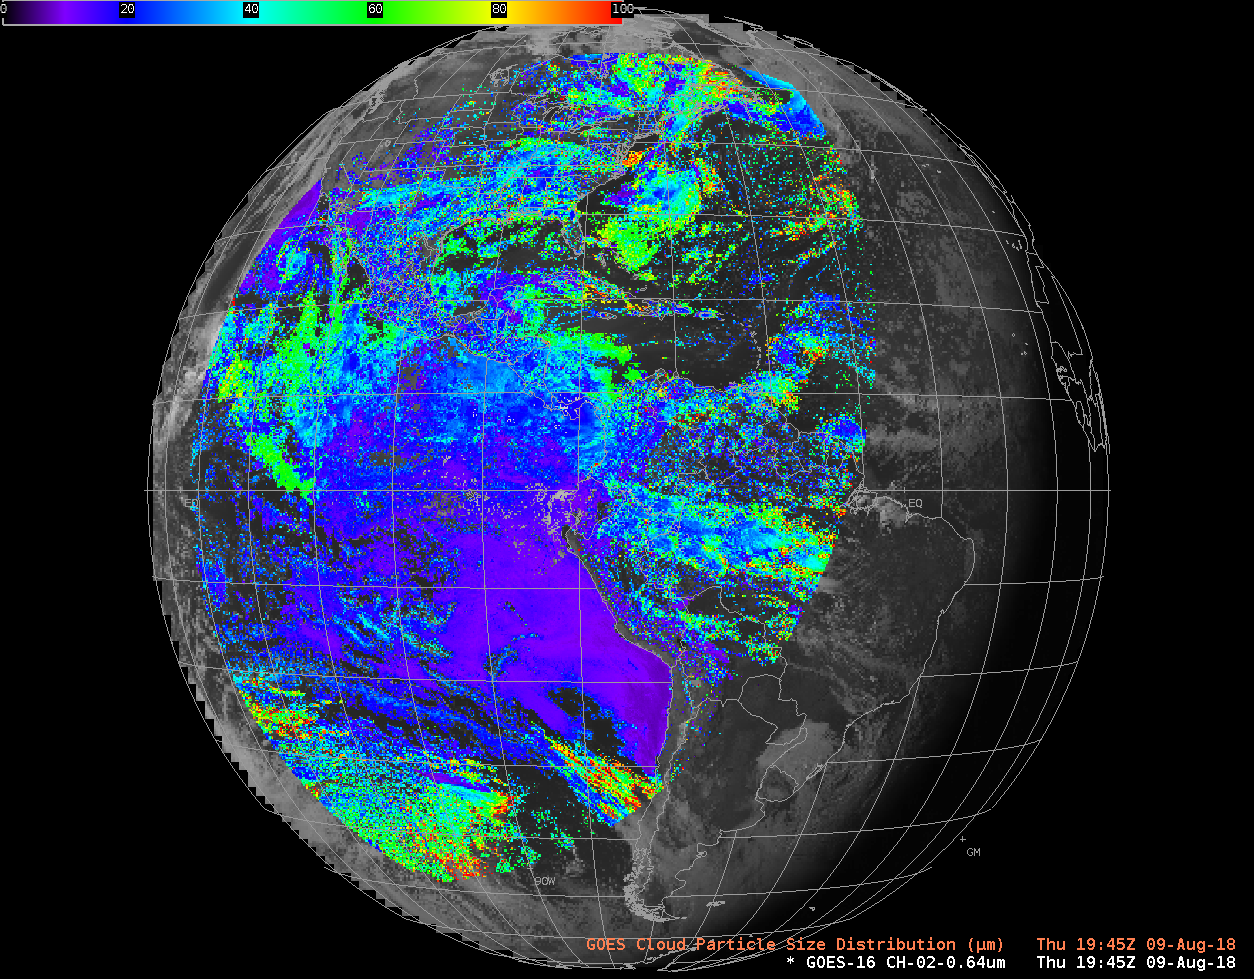 0 20 40 60 80 100
EQ EQ
GM
90W
GOES Cloud Particle Size Distribution (µm) Thu 19:45Z 09-Aug-18
* GOES-16 CH-02-0.64um Thu 19:45Z 09-Aug-18